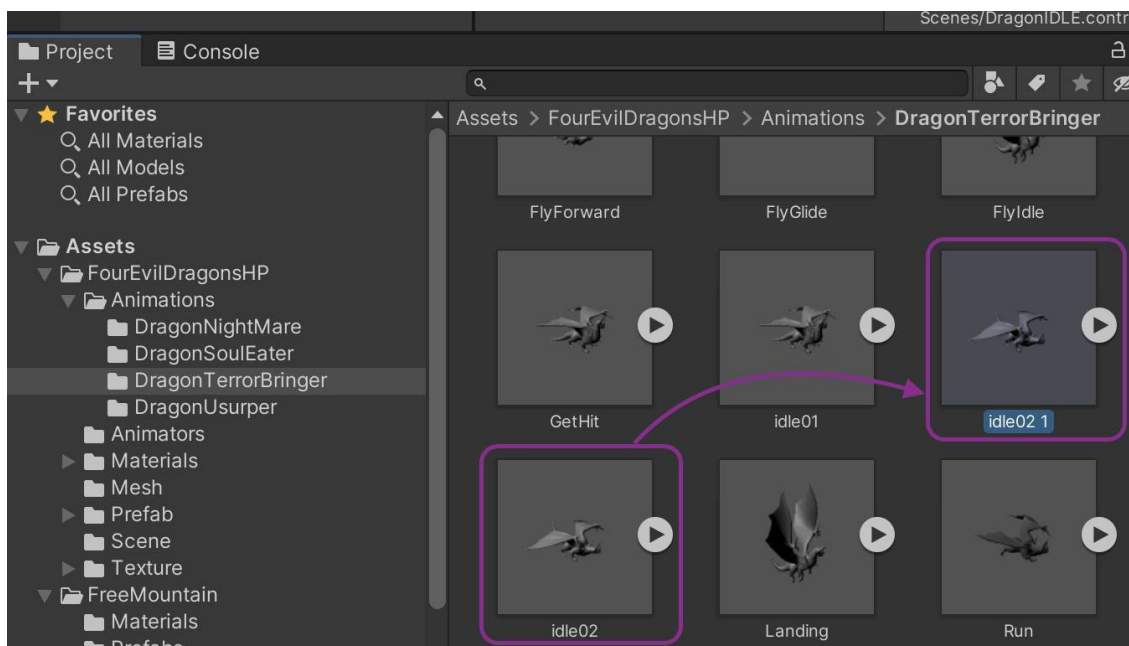 Scenes/DragonIDLE.contr
Project
Console
Favorites
All Materials
All Models
All Prefabs
Assets
FourEvilDragonsHP
Animations
DragonNightMare
DragonSoulEater
DragonTerrorBringer
DragonUsurper
Animators
Materials
Mesh
Prefab
Scene
Texture
FreeMountain
Materials
Assets > FourEvilDragonsHP > Animations > DragonTerrorBringer
FlyForward
FlyGlide
FlyIdle
GetHit
idle01
idle02 1
idle02
Landing
Run